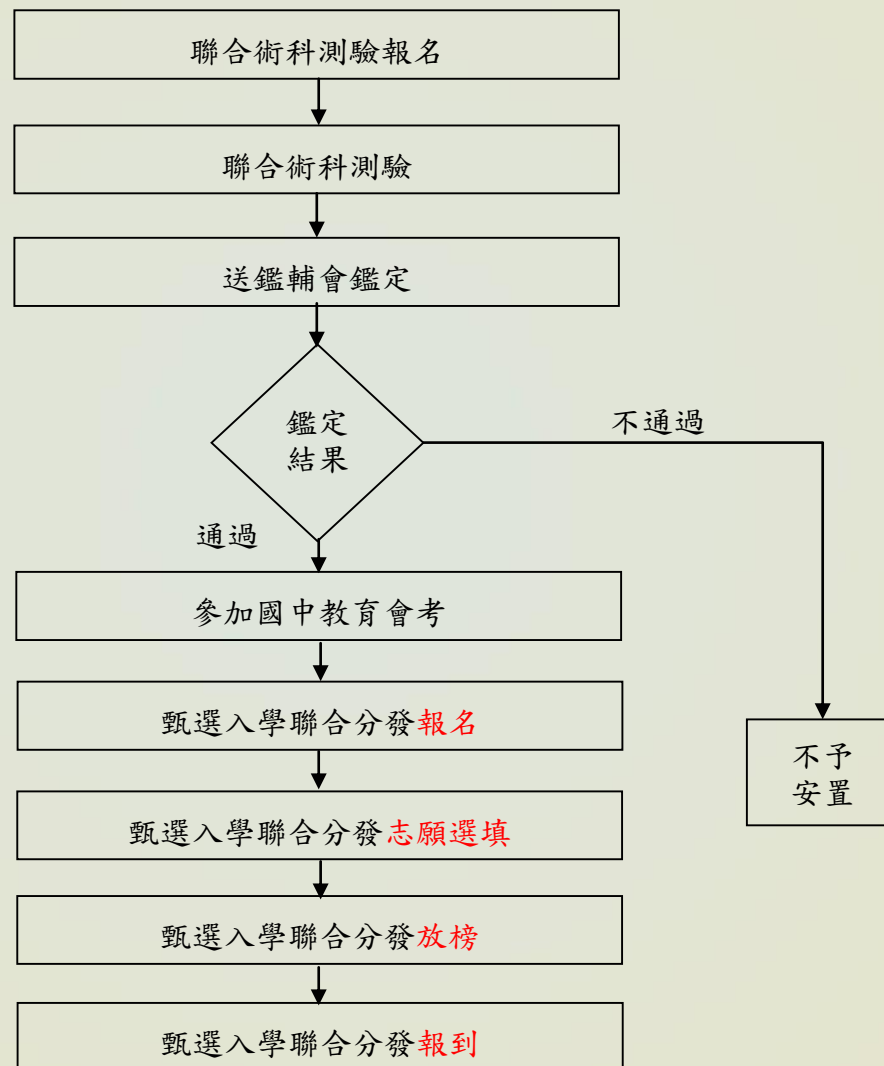 聯合術科測驗報名
聯合術科測驗
送鑑輔會鑑定
鑑定
結果
不通過
通過
參加國中教育會考
甄選入學聯合分發報名
不予
安置
甄選入學聯合分發志願選填
甄選入學聯合分發放榜
甄選入學聯合分發報到